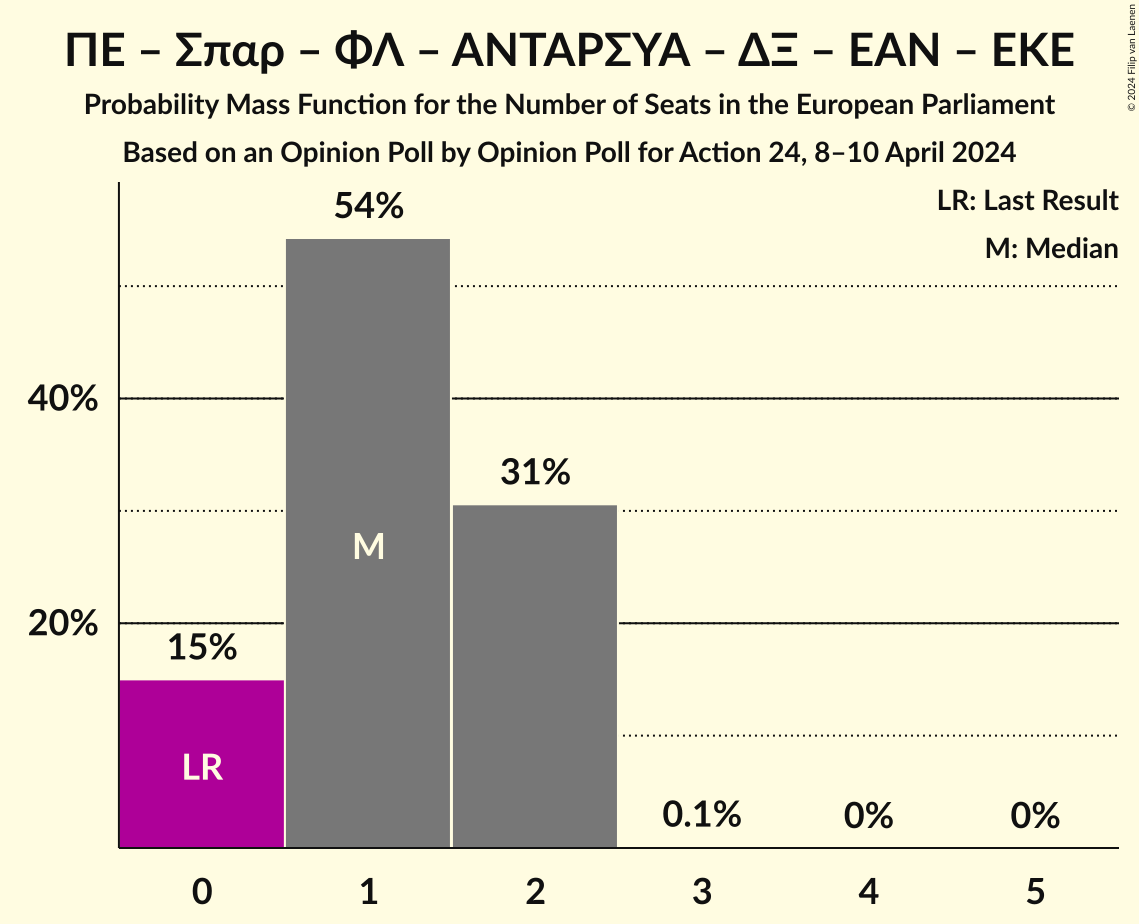 ΠΕ – Σπαρ – ΦΛ – ΑΝΤΑΡΣΥΑ – ΔΞ – ΕΑΝ – ΕΚΕ
Probability Mass Function for the Number of Seats in the European Parliament
Based on an Opinion Poll by Opinion Poll for Action 24, 8–10 April 2024
© 2024 Filip van Laenen
LR: Last Result
M: Median
54%
40%
31%
M
20%
15%
LR
0.1%
0%
0%
0
1
2
3
4
5